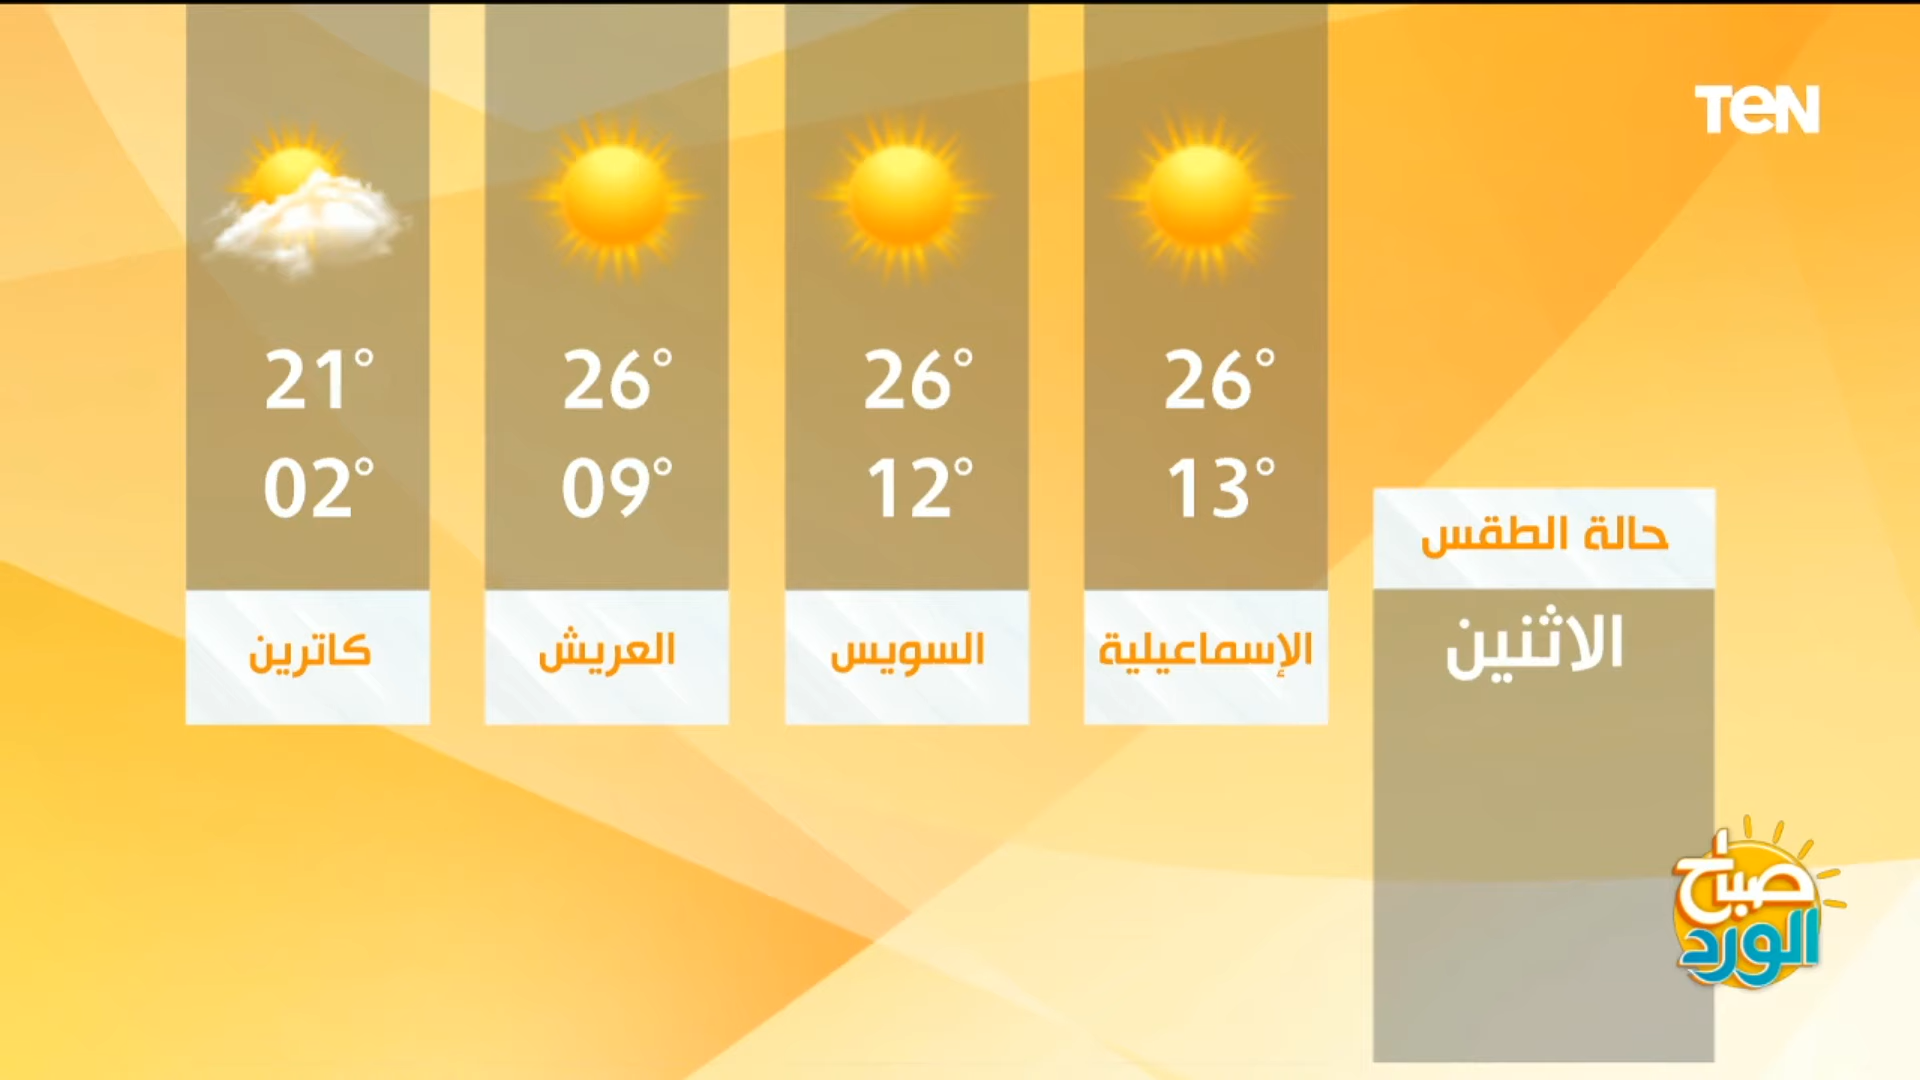 TEN
حالة الطقس
الاثنين
26° 26° 26° 21°
13° 12° 09° 02°
الإسماعيلية السويس العريش كاترين
صباح
الورد